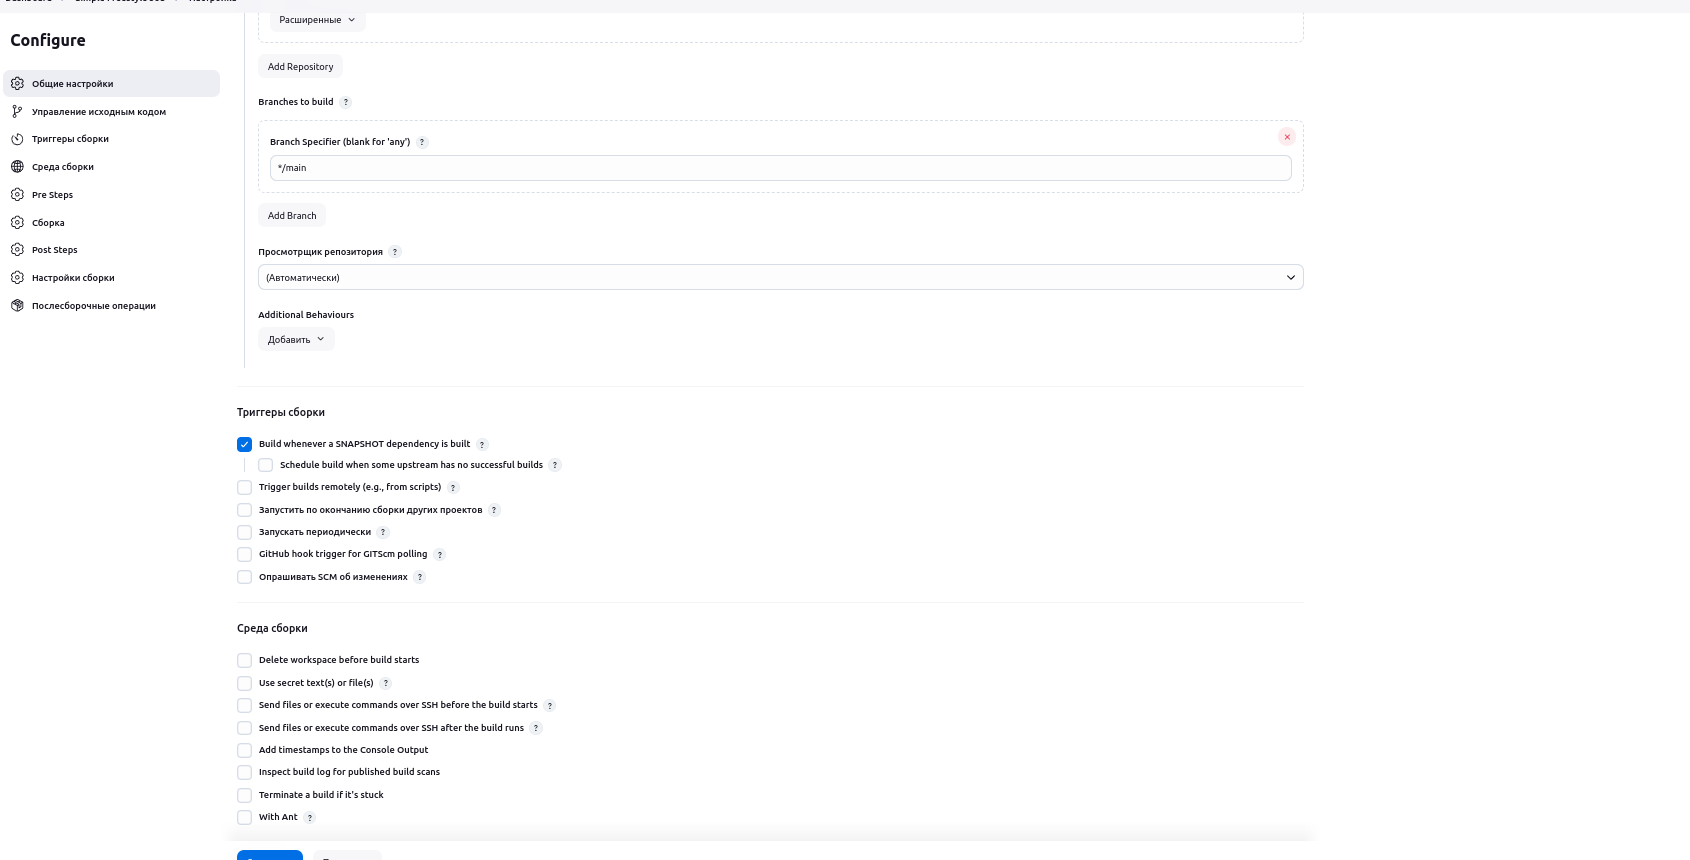 Расширенные
Configure
Общие настройки
Управление исходным кодом
Триггеры сборки
Среда сборки
Pre Steps
Сборка
Post Steps
Настройки сборки
Послесборочные операции
Add Repository
Branches to build ?
Branch Specifier (blank for 'any') ?
*/main
Add Branch
Просмотрщик репозитория ?
(Автоматически)
Additional Behaviours
Добавить
Триггеры сборки
Build whenever a SNAPSHOT dependency is built ?
Schedule build when some upstream has no successful builds ?
Trigger builds remotely (e.g., from scripts) ?
Запустить по окончанию сборки других проектов ?
Запускать периодически ?
GitHub hook trigger for GITScm polling ?
Опрашивать SCM об изменениях ?
Среда сборки
Delete workspace before build starts
Use secret text(s) or file(s) ?
Send files or execute commands over SSH before the build starts ?
Send files or execute commands over SSH after the build runs ?
Add timestamps to the Console Output
Inspect build log for published build scans
Terminate a build if it's stuck
With Ant ?